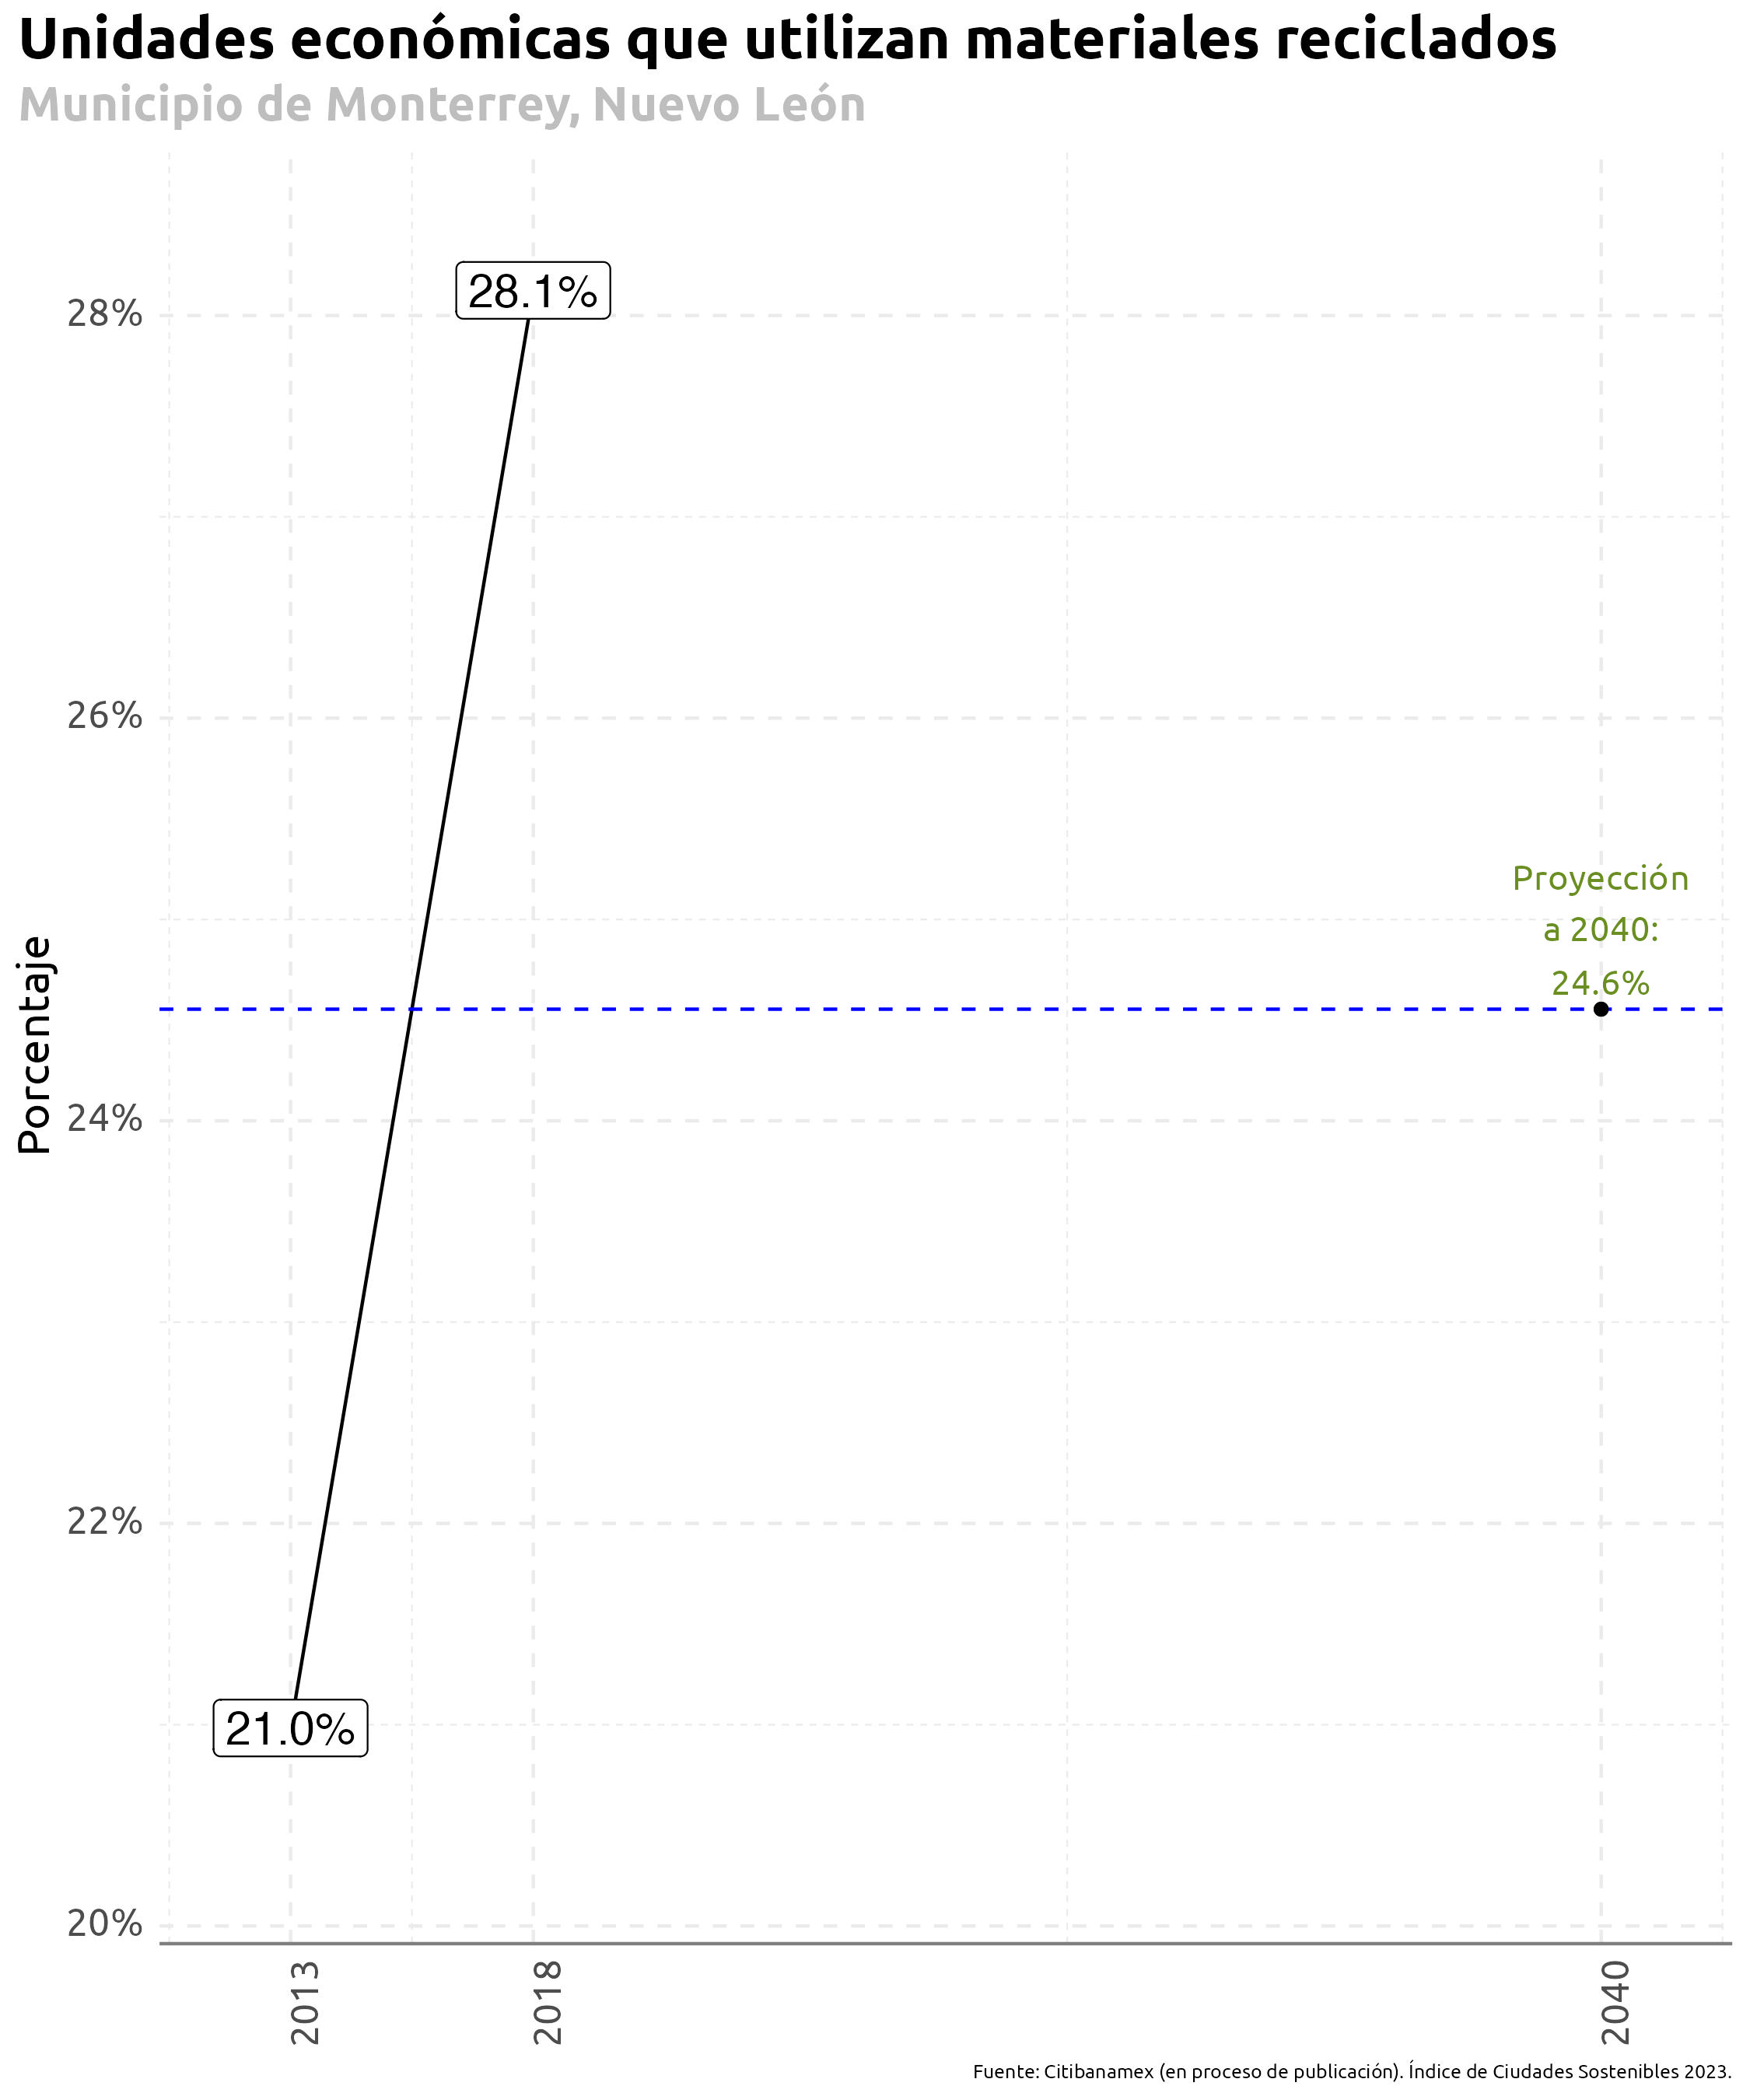 Unidades económicas que utilizan materiales reciclados
Municipio de Monterrey, Nuevo León
28.1%
28%
26%
Proyección
a 2040:
24.6%
Porcentaje
24%
22%
21.0%
20%
2013
2018
2040
Fuente: Citibanamex (en proceso de publicación). Índice de Ciudades Sostenibles 2023.